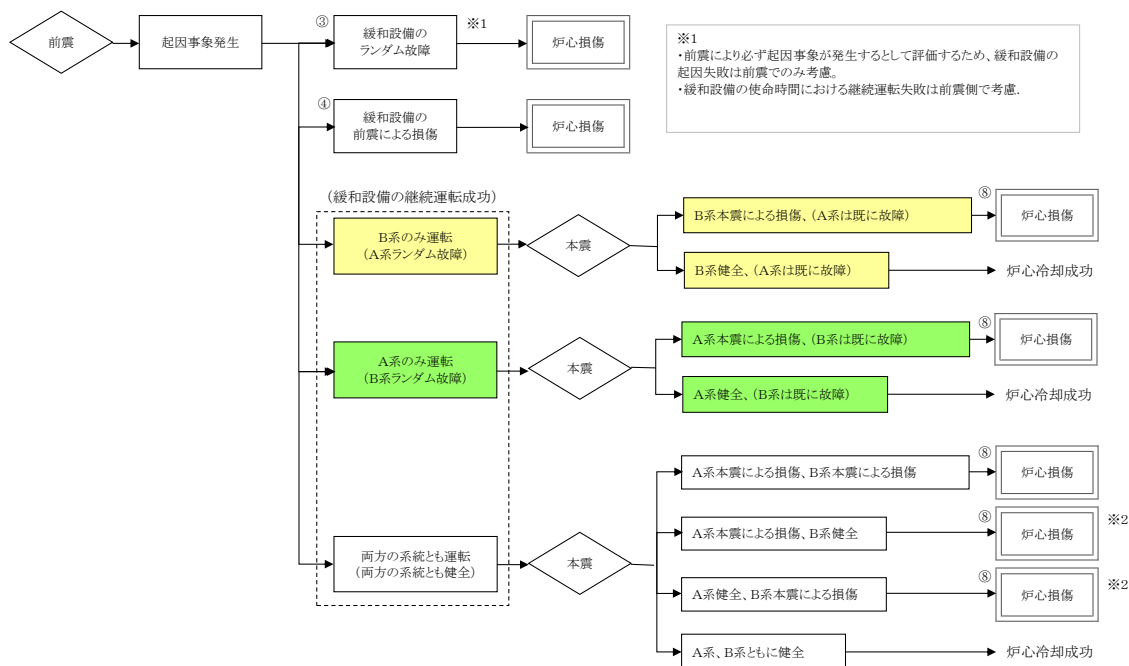 前震
起因事象発生
③
緩和設備の
ランダム故障
※1
炉心損傷
※1
・前震により必ず起因事象が発生するとして評価するため、緩和設備の
起因失敗は前震でのみ考慮。
・緩和設備の使命時間における継続運転失敗は前震側で考慮.
④
緩和設備の
前震による損傷
炉心損傷
(緩和設備の継続運転成功)
B系のみ運転
(A系ランダム故障)
本震
B系本震による損傷、(A系は既に故障)
⑧
炉心損傷
B系健全、(A系は既に故障)
炉心冷却成功
A系のみ運転
(B系ランダム故障)
本震
A系本震による損傷、(B系は既に故障)
⑧
炉心損傷
A系健全、(B系は既に故障)
炉心冷却成功
両方の系統とも運転
(両方の系統とも健全)
本震
A系本震による損傷、B系本震による損傷
⑧
炉心損傷
A系本震による損傷、B系健全
⑧
炉心損傷
※2
A系健全、B系本震による損傷
⑧
炉心損傷
※2
A系、B系ともに健全
炉心冷却成功